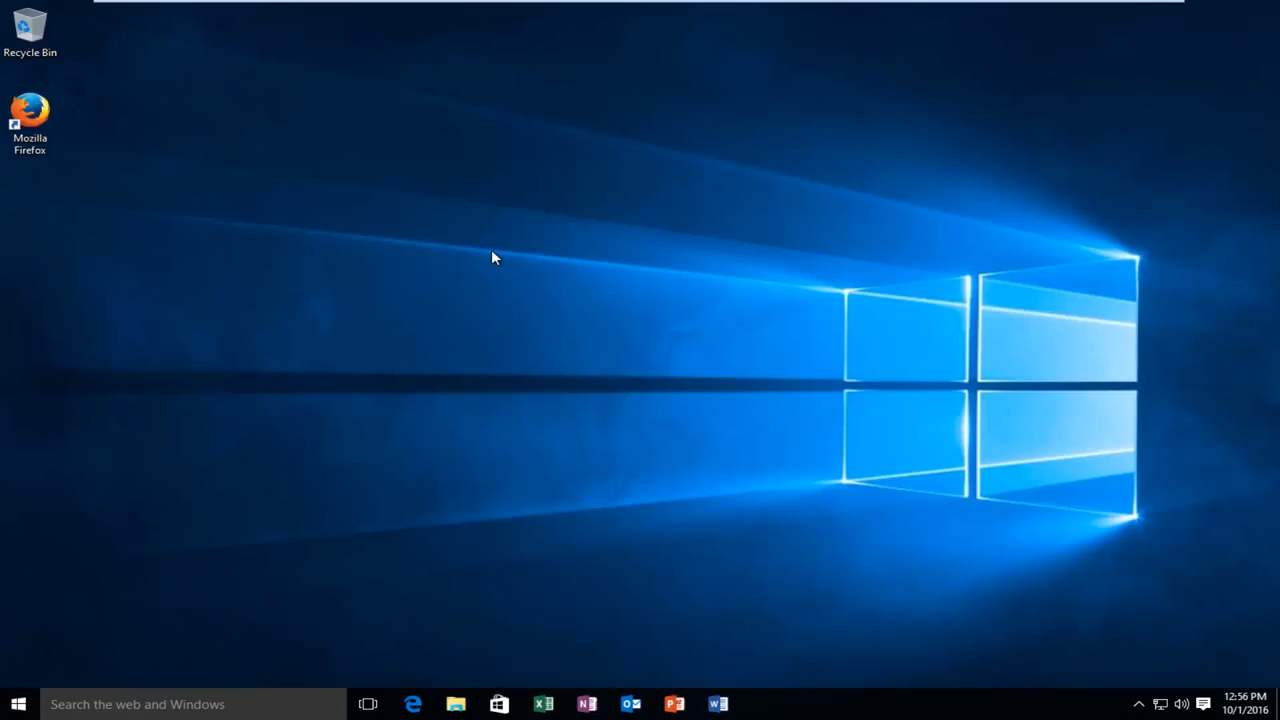 Recycle Bin
Mozilla
Firefox
Search the web and Windows
12:56 PM
10/1/2016